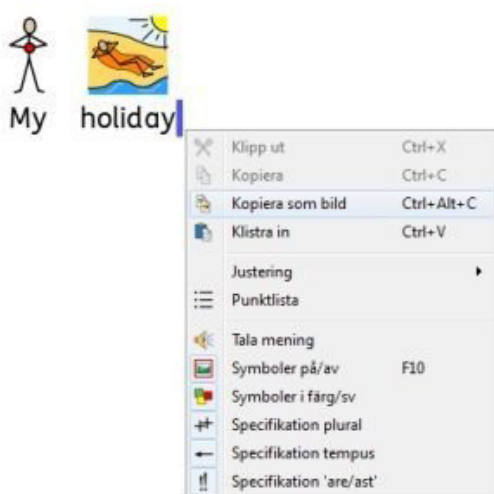 My holiday
Klipp ut Ctrl+X
Kopiera Ctrl+C
Kopiera som bild Ctrl+Alt+C
Klistra in Ctrl+V
Justering
Punktlista
Tala mening
Symboler på/av F10
Symboler i färg/sv
Specifikation plural
Specifikation tempus
Specifikation 'are/ast'